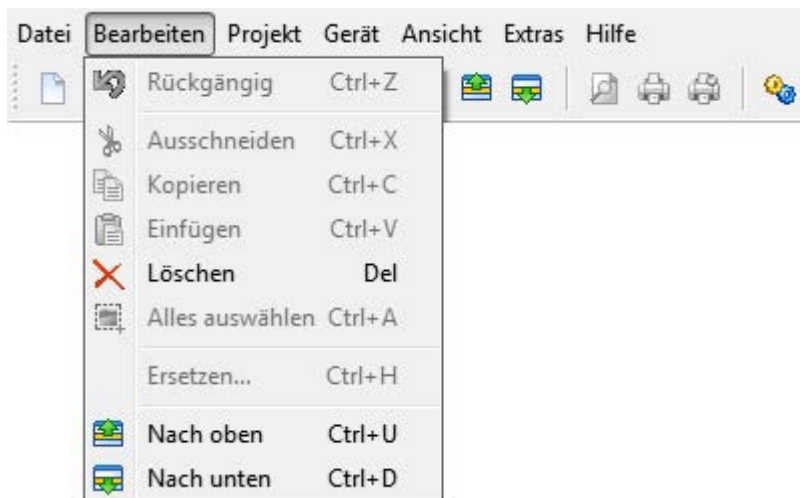 Datei Bearbeiten Projekt Gerät Ansicht Extras Hilfe
Rückgängig Ctrl+Z
Ausschneiden Ctrl+X
Kopieren Ctrl+C
Einfügen Ctrl+V
Löschen Del
Alles auswählen Ctrl+A
Ersetzen... Ctrl+H
Nach oben Ctrl+U
Nach unten Ctrl+D